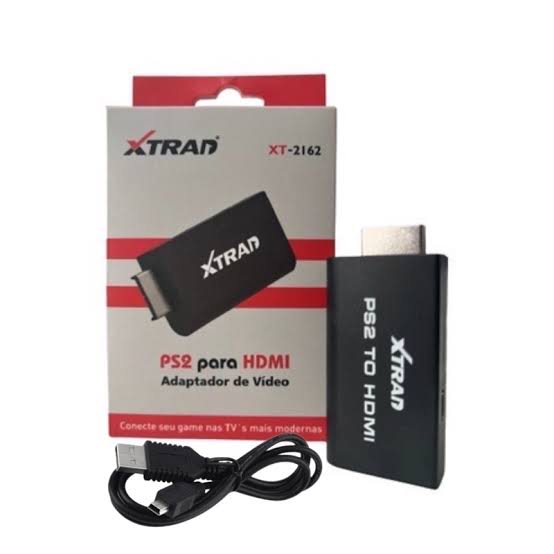 XTRAD®
XT-2162
XTRAD
PS2 para HDMI
Adaptador de Vídeo
Conecte seu game nas TV`s mais modernas
XTRAD
PS2 TO HDMI